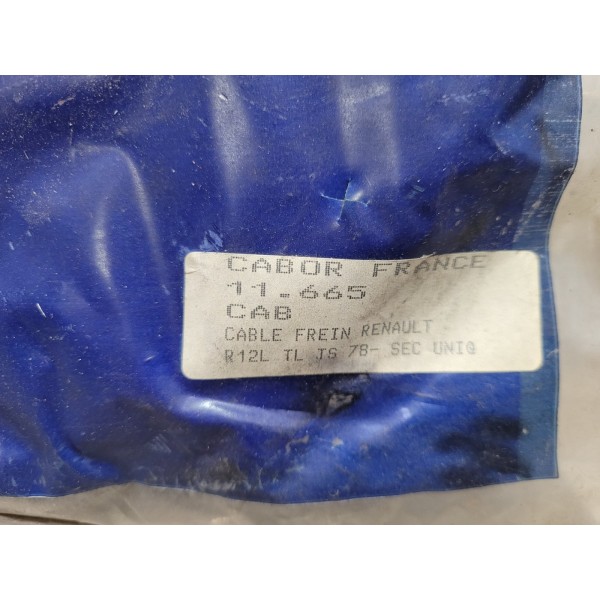 CABOR FRANCE
11.665
CAB
CABLE FREIN RENAULT
R12L TL TS 78- SEC UNIQ